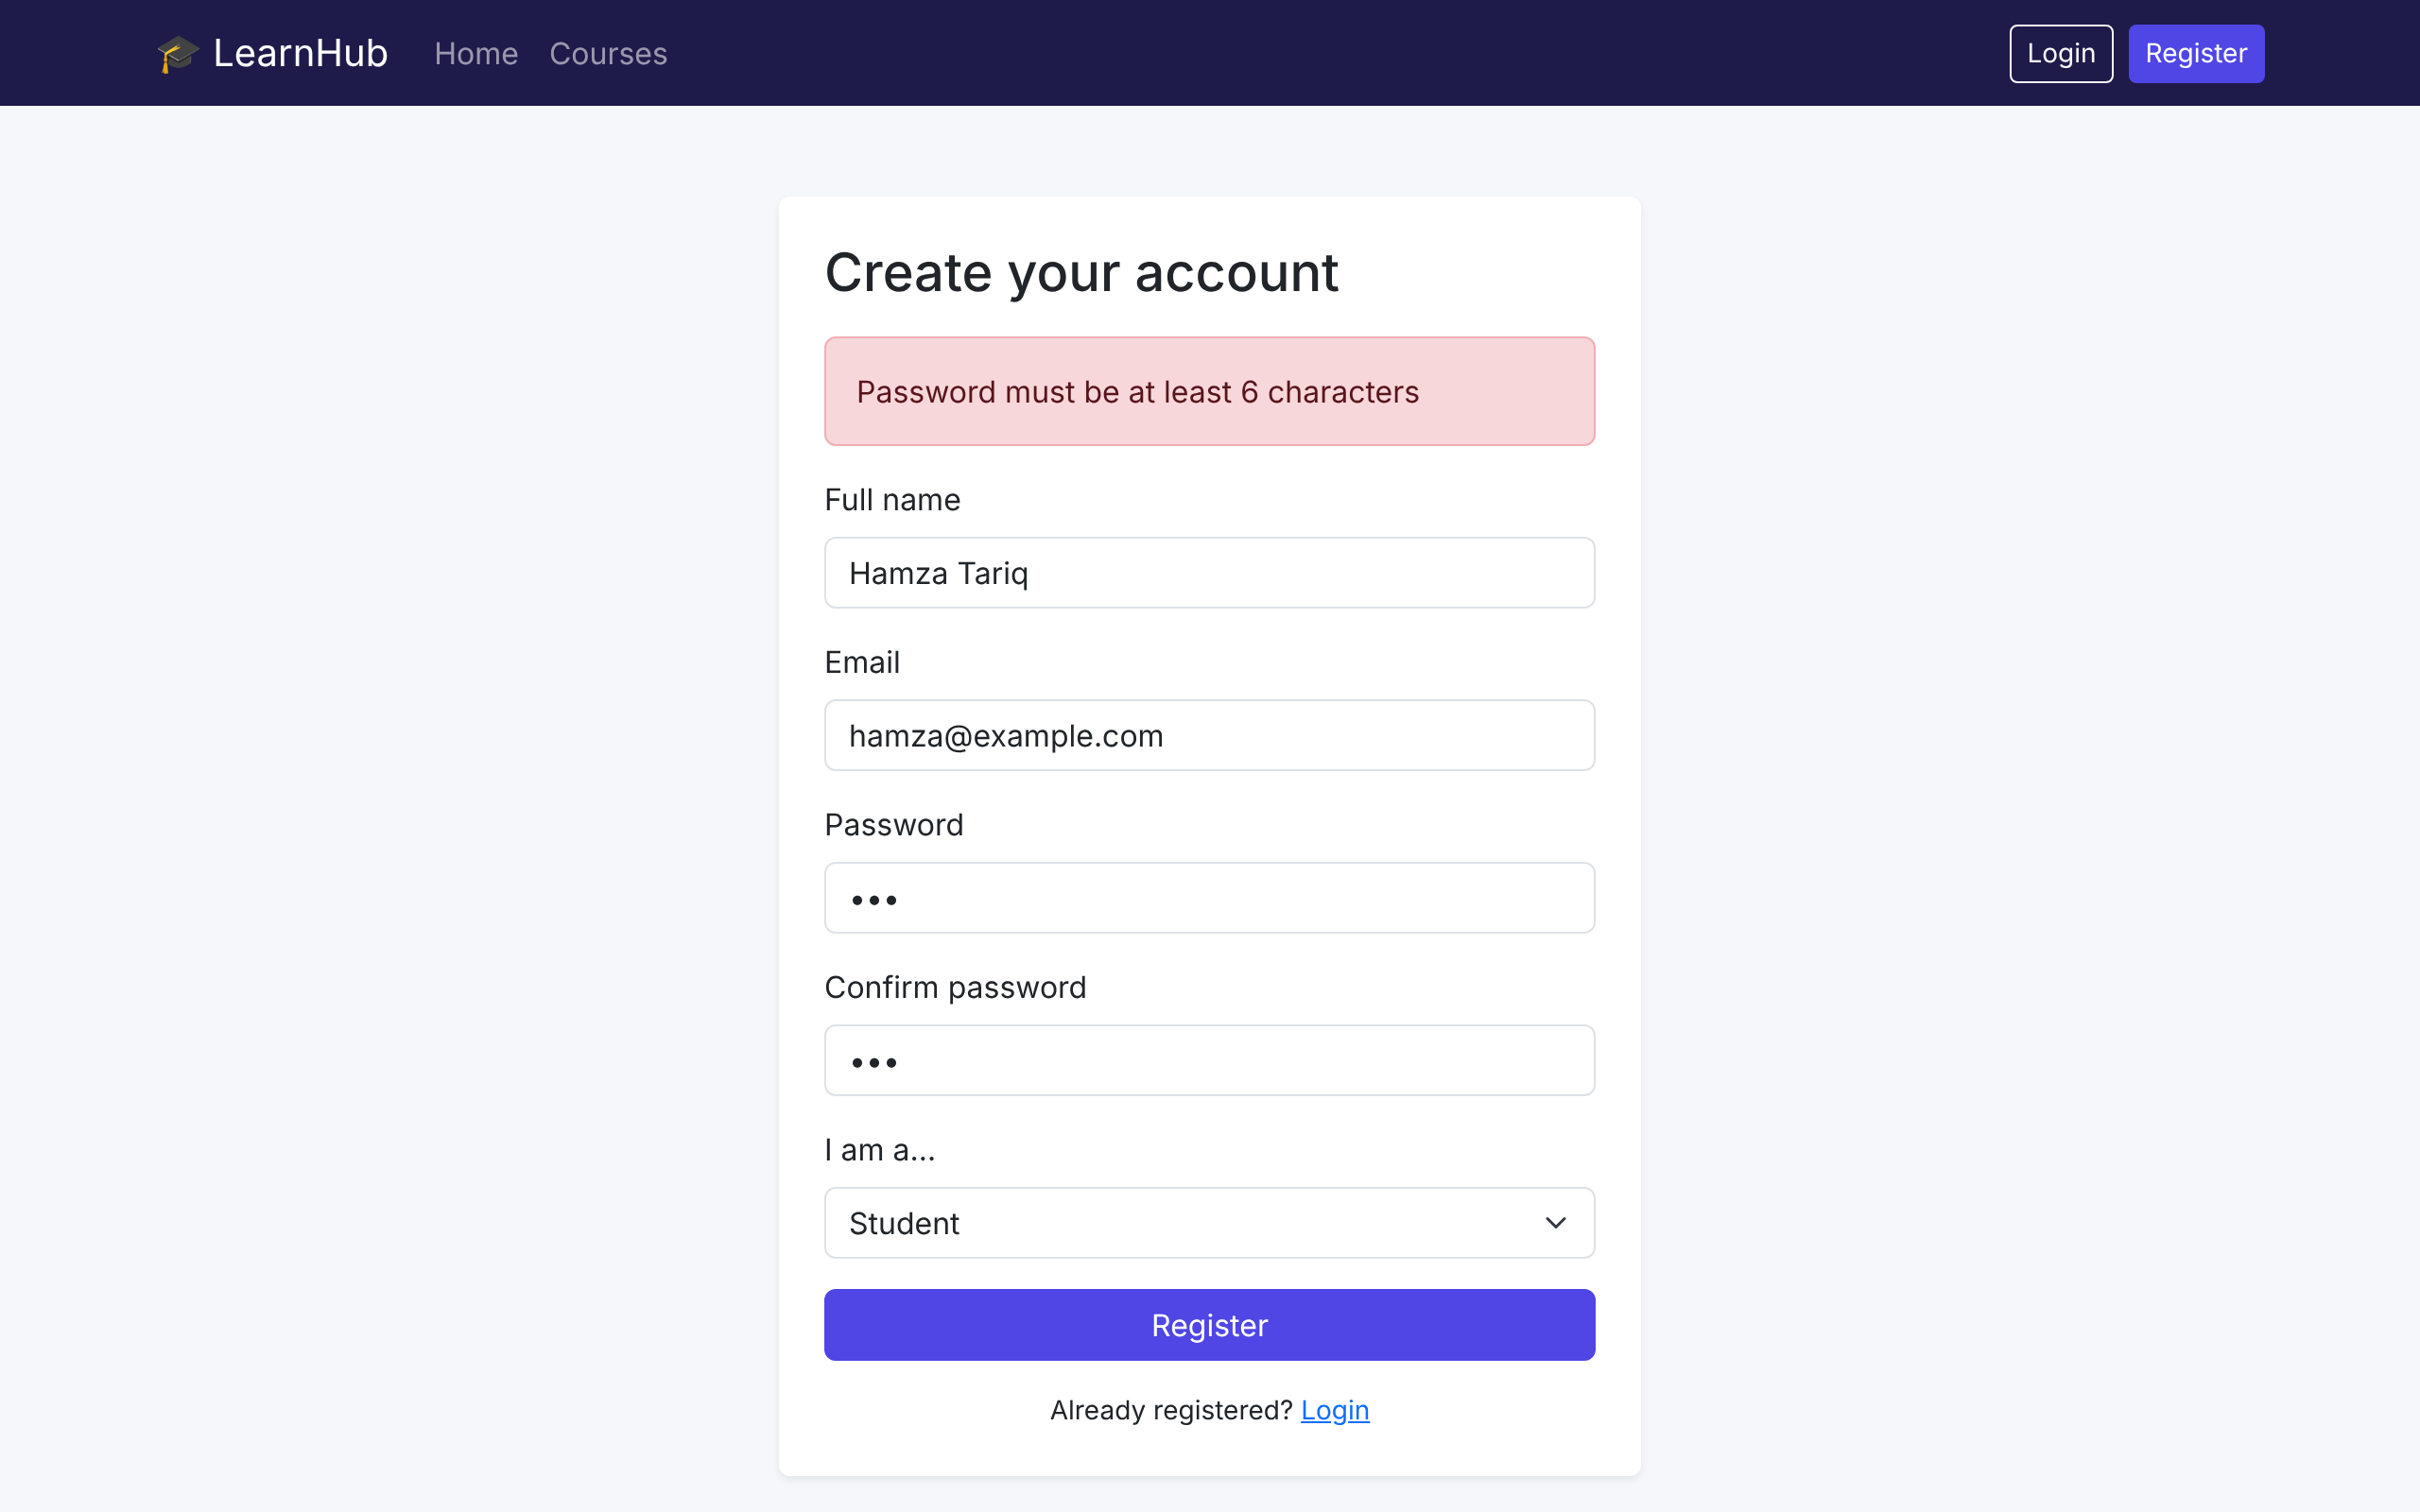 LearnHub Home Courses Login Register
Create your account
Password must be at least 6 characters
Full name
Hamza Tariq
Email
hamza@example.com
Password
•••
Confirm password
•••
I am a...
Student
Register
Already registered? Login